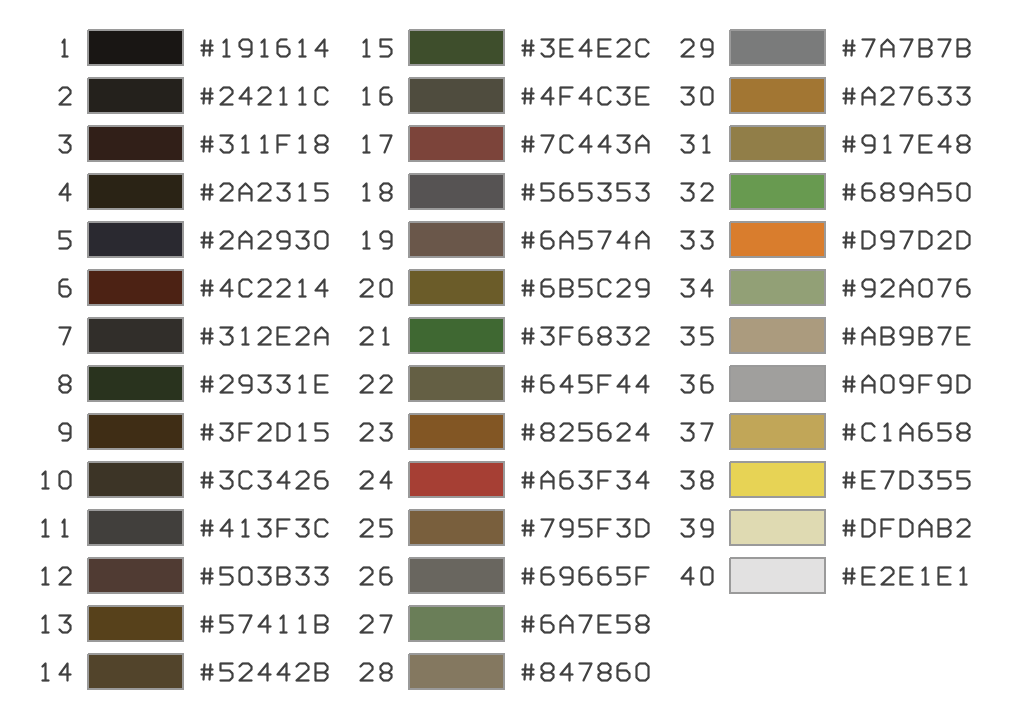 1 #191614
2 #24211C
3 #311F18
4 #2A2315
5 #2A2930
6 #4C2214
7 #312E2A
8 #29331E
9 #3F2D15
10 #3C3426
11 #413F3C
12 #503B33
13 #57411B
14 #52442B
15 #3E4E2C
16 #4F4C3E
17 #7C443A
18 #565353
19 #6A574A
20 #6B5C29
21 #3F6832
22 #645F44
23 #825624
24 #A63F34
25 #795F3D
26 #69665F
27 #6A7E58
28 #847860
29 #7A7B7B
30 #A27633
31 #917E48
32 #689A50
33 #D97D2D
34 #92A076
35 #AB9B7E
36 #A09F9D
37 #C1A658
38 #E7D355
39 #DFDAB2
40 #E2E1E1